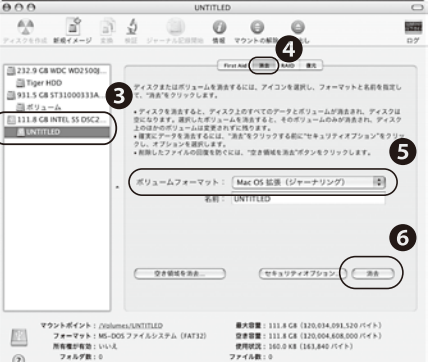 UNTITLED
ディスクを作成 新規イメージ 変換 検証 ジャーナル記録開始 情報 マウントの解除 ログ
❹
First Aid 消去 RAID 復元
232.9 GB WDC WD2500J...
Tiger HDD
931.5 GB ST31000333A...
ボリューム
❸
111.8 GB INTEL SS DSC2...
UNTITLED
ディスクまたはボリュームを消去するには、アイコンを選択し、フォーマットと名前を指定して、"消去"をクリックします。
• ディスクを消去すると、ディスク上のすべてのデータとボリュームが消去され、ディスクは
空になります。選択したボリュームを消去すると、そのボリュームのみが消去され、ディスク
上のほかのボリュームは変更されずに残ります。
• 確実にデータを消去するには、"消去"をクリックする前に"セキュリティオプション"をクリックし、オプションを選択します。
• 削除したファイルの回復を防ぐには、"空き領域を消去"ボタンをクリックします。
❺
ボリュームフォーマット： Mac OS 拡張（ジャーナリング）
名前： UNTITLED
❻
空き領域を消去... セキュリティオプション... 消去
マウントポイント： /Volumes/UNTITLED
フォーマット： MS-DOS ファイルシステム（FAT32）
所有権が有効： いいえ
フォルダ数： 0
最大容量： 111.8 GB（120,034,091,520 バイト）
空き容量： 111.8 GB（120,004,608,000 バイト）
使用状況： 160.0 KB（163,840 バイト）
ファイル数： 0
?